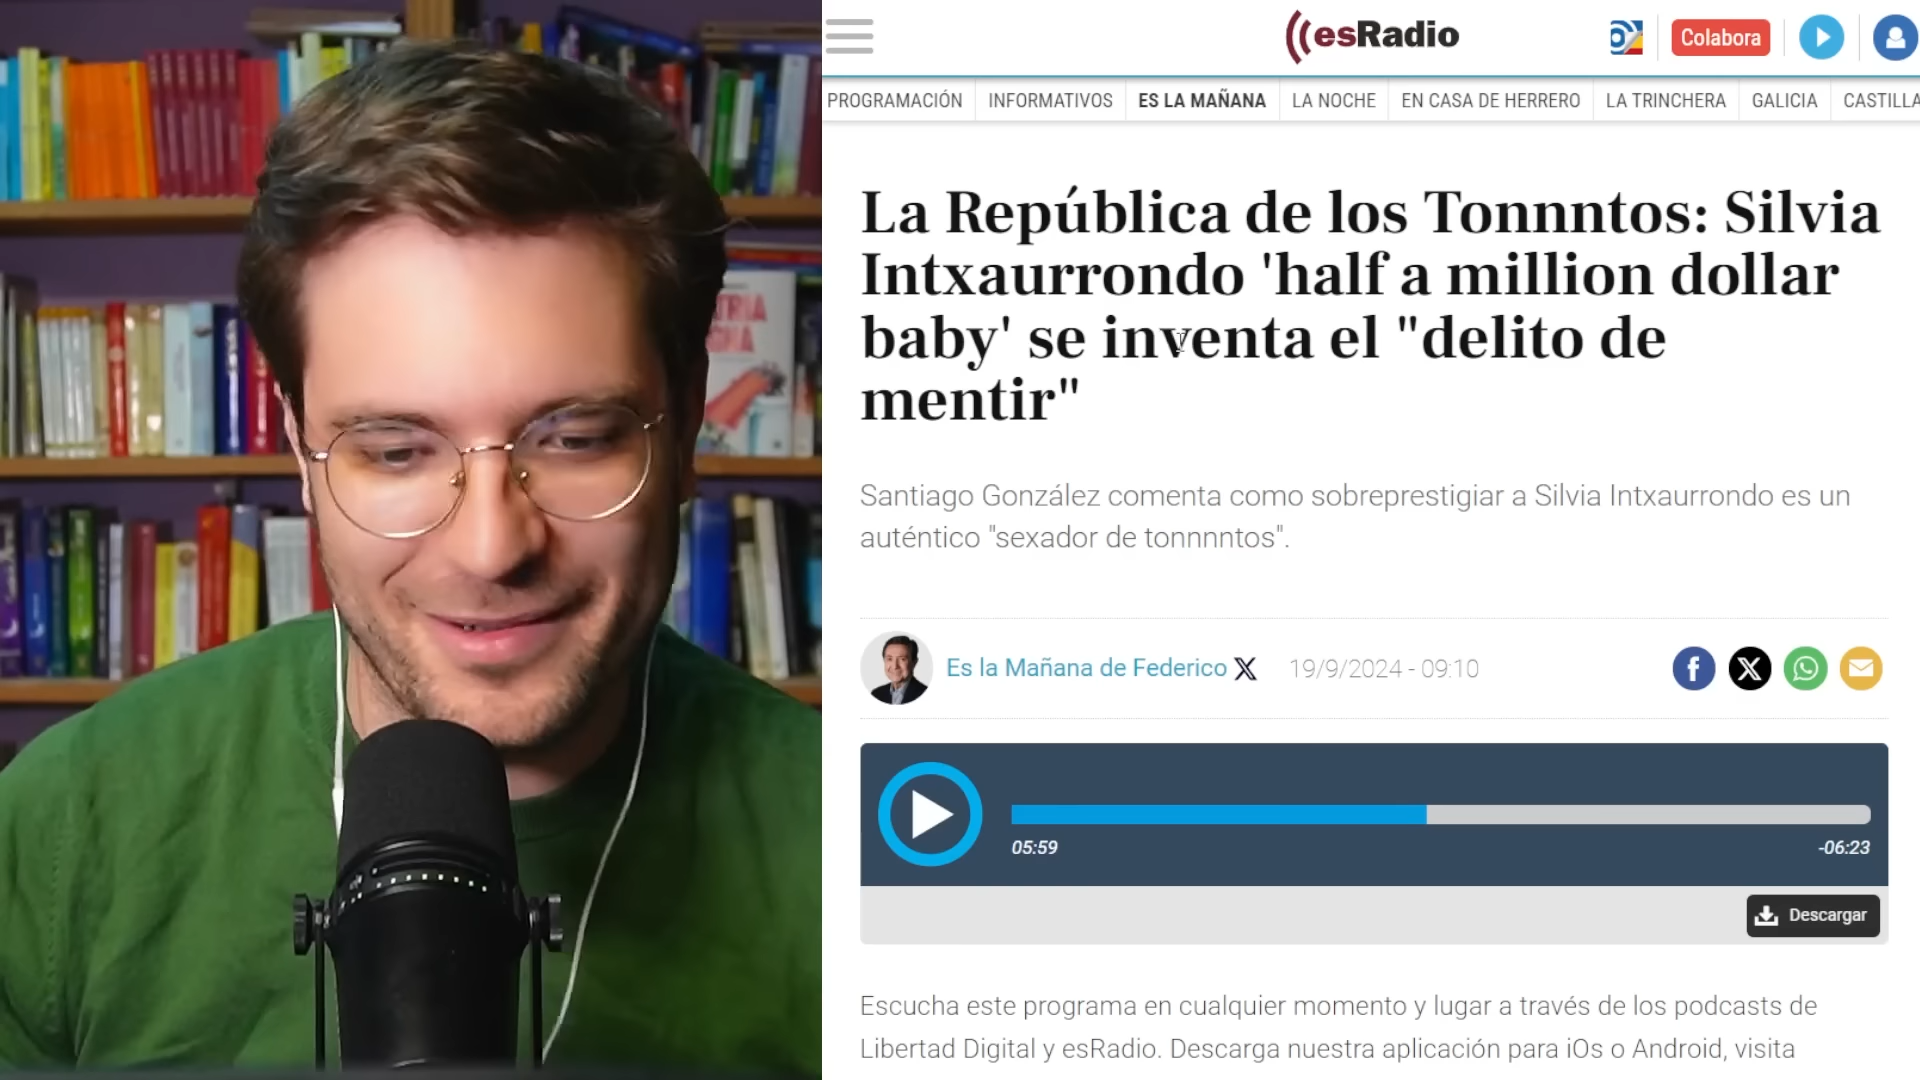 esRadio
Colabora
PROGRAMACIÓN INFORMATIVOS ES LA MAÑANA LA NOCHE EN CASA DE HERRERO LA TRINCHERA GALICIA CASTILLA
La República de los Tonnntos: Silvia
Intxaurrondo 'half a million dollar
baby' se inventa el "delito de
mentir"
Santiago González comenta como sobreprestigiar a Silvia Intxaurrondo es un
auténtico "sexador de tonnnntos".
Es la Mañana de Federico X 19/9/2024 - 09:10
05:59 -06:23
Descargar
Escucha este programa en cualquier momento y lugar a través de los podcasts de
Libertad Digital y esRadio. Descarga nuestra aplicación para iOs o Android, visita